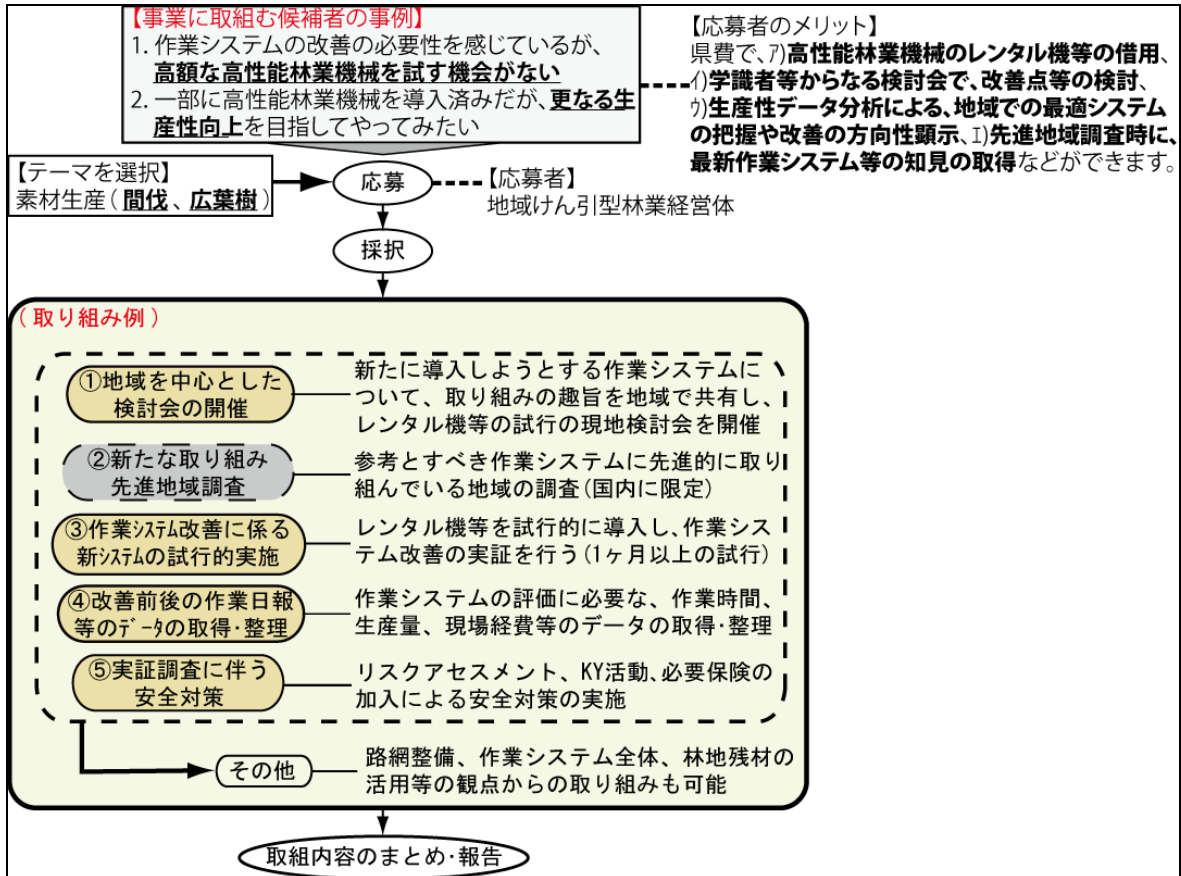 【事業に取組む候補者の事例】
1. 作業システムの改善の必要性を感じているが、
高額な高性能林業機械を試す機会がない
2. 一部に高性能林業機械を導入済みだが、更なる生
産性向上を目指してやってみたい
【応募者のメリット】
県費で、ｱ)高性能林業機械のレンタル機等の借用、
ｲ)学識者等からなる検討会で、改善点等の検討、
ｳ)生産性データ分析による、地域での最適システム
の把握や改善の方向性顕示、ｴ)先進地域調査時に、
最新作業システム等の知見の取得などができます。
【テーマを選択】
素材生産（間伐、広葉樹）
応募
【応募者】
地域けん引型林業経営体
採択
（取り組み例）
①地域を中心とした
検討会の開催
新たに導入しようとする作業システムに
ついて、取り組みの趣旨を地域で共有し、
レンタル機等の試行の現地検討会を開催
②新たな取り組み
先進地域調査
参考とすべき作業システムに先進的に取り
組んでいる地域の調査（国内に限定）
③作業ｼｽﾃﾑ改善に係る
新ｼｽﾃﾑの試行的実施
レンタル機等を試行的に導入し、作業シス
テム改善の実証を行う（1ヶ月以上の試行）
④改善前後の作業日報
等のﾃﾞｰﾀの取得・整理
作業システムの評価に必要な、作業時間、
生産量、現場経費等のデータの取得・整理
⑤実証調査に伴う
安全対策
リスクアセスメント、KY活動、必要保険の
加入による安全対策の実施
その他
路網整備、作業システム全体、林地残材の
活用等の観点からの取り組みも可能
取組内容のまとめ・報告